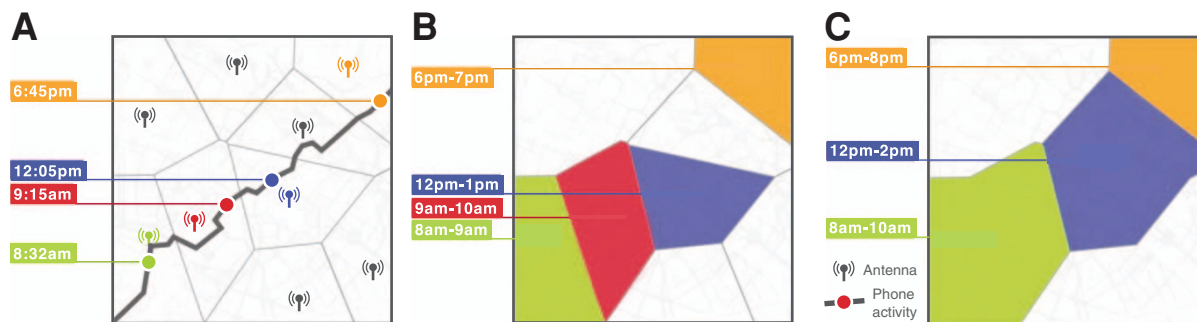 A
6:45pm
12:05pm
9:15am
8:32am
B
6pm-7pm
12pm-1pm
9am-10am
8am-9am
C
6pm-8pm
12pm-2pm
8am-10am
Antenna
Phone
activity